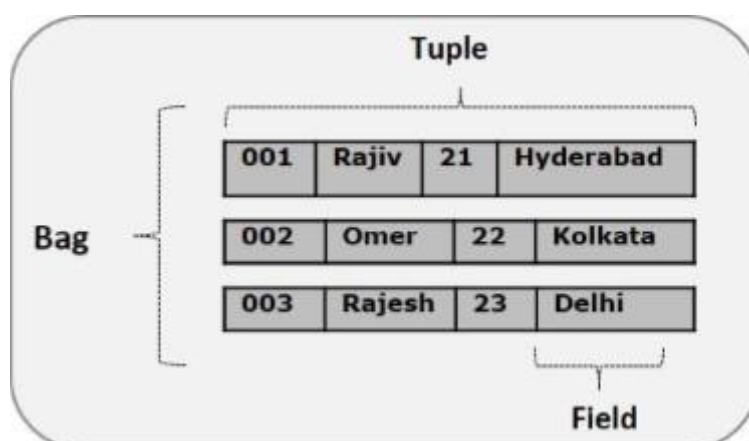 Tuple
001 Rajiv 21 Hyderabad
Bag
002 Omer 22 Kolkata
003 Rajesh 23 Delhi
Field